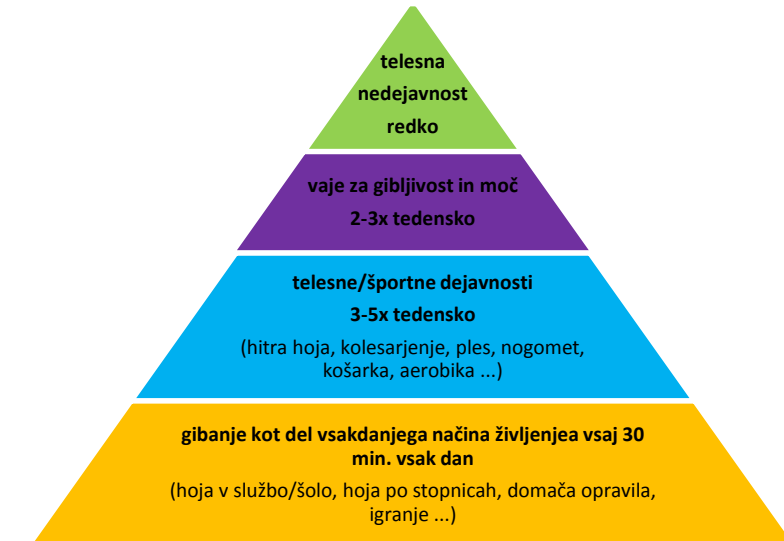 telesna
nedejavnost
redko
vaje za gibljivost in moč
2-3x tedensko
telesne/športne dejavnosti
3-5x tedensko
(hitra hoja, kolesarjenje, ples, nogomet,
košarka, aerobika ...)
gibanje kot del vsakdanjega načina življenjea vsaj 30
min. vsak dan
(hoja v službo/šolo, hoja po stopnicah, domača opravila,
igranje ...)